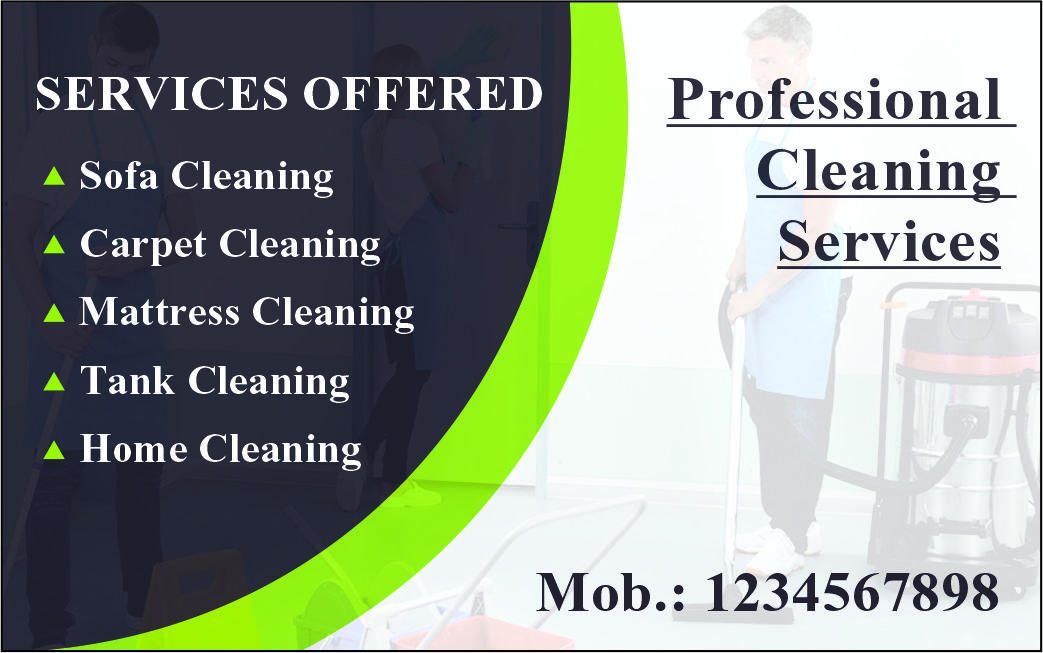 SERVICES OFFERED
Sofa Cleaning
Carpet Cleaning
Mattress Cleaning
Tank Cleaning
Home Cleaning
Professional
Cleaning
Services
Mob.: 1234567898